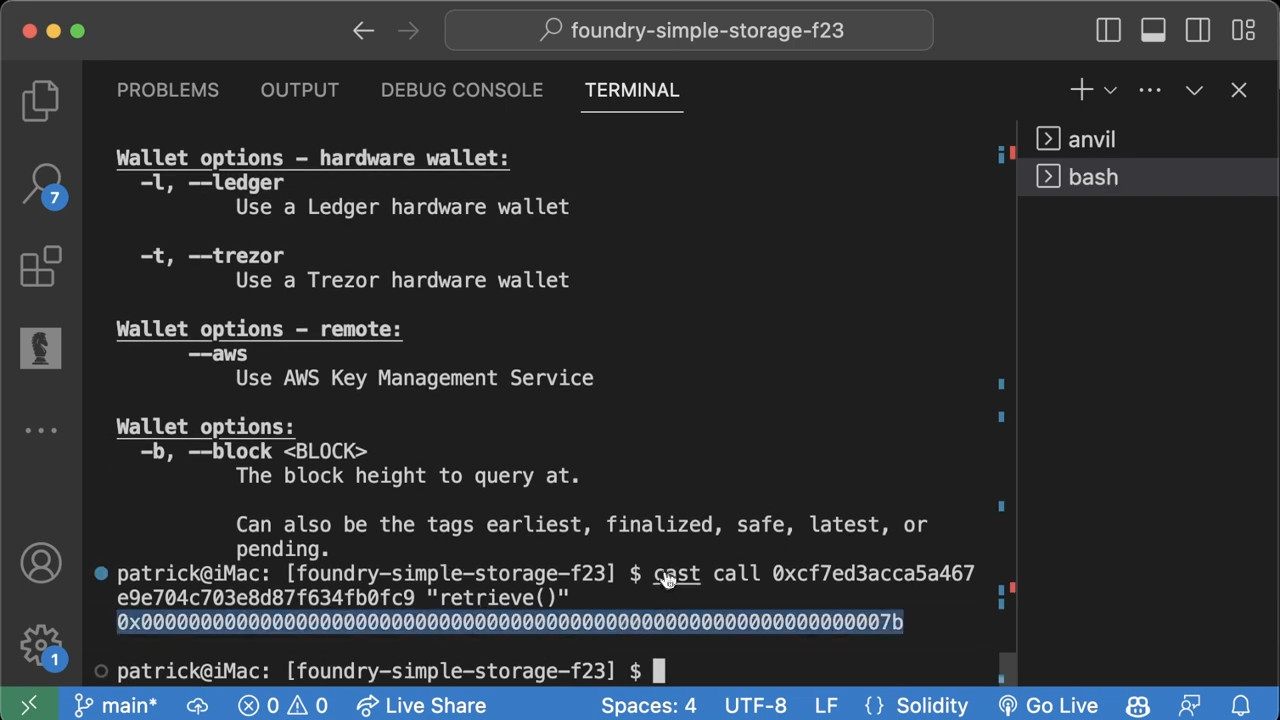 foundry-simple-storage-f23
PROBLEMS OUTPUT DEBUG CONSOLE TERMINAL
Wallet options – hardware wallet:
-l, --ledger
Use a Ledger hardware wallet
-t, --trezor
Use a Trezor hardware wallet
Wallet options – remote:
--aws
Use AWS Key Management Service
Wallet options:
-b, --block <BLOCK>
The block height to query at.
Can also be the tags earliest, finalized, safe, latest, or
pending.
patrick@iMac: [foundry-simple-storage-f23] $ cast call 0xcf7ed3acca5a467
e9e704c703e8d87f634fb0fc9 "retrieve()"
0x000000000000000000000000000000000000000000000000000000000000007b
patrick@iMac: [foundry-simple-storage-f23] $
anvil
bash
7
1
main* 0 0 Live Share Spaces: 4 UTF-8 LF {} Solidity Go Live